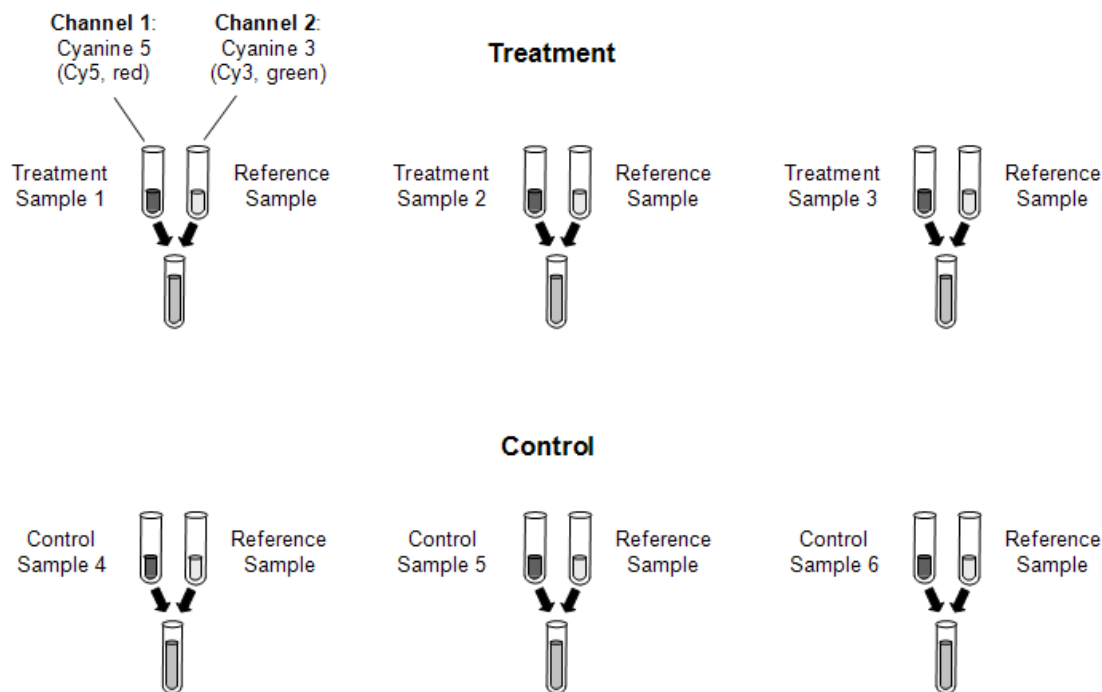 Channel 1:
Cyanine 5
(Cy5, red)
Channel 2:
Cyanine 3
(Cy3, green)
Treatment
Treatment
Sample 1
Reference
Sample
Treatment
Sample 2
Reference
Sample
Treatment
Sample 3
Reference
Sample
Control
Control
Sample 4
Reference
Sample
Control
Sample 5
Reference
Sample
Control
Sample 6
Reference
Sample